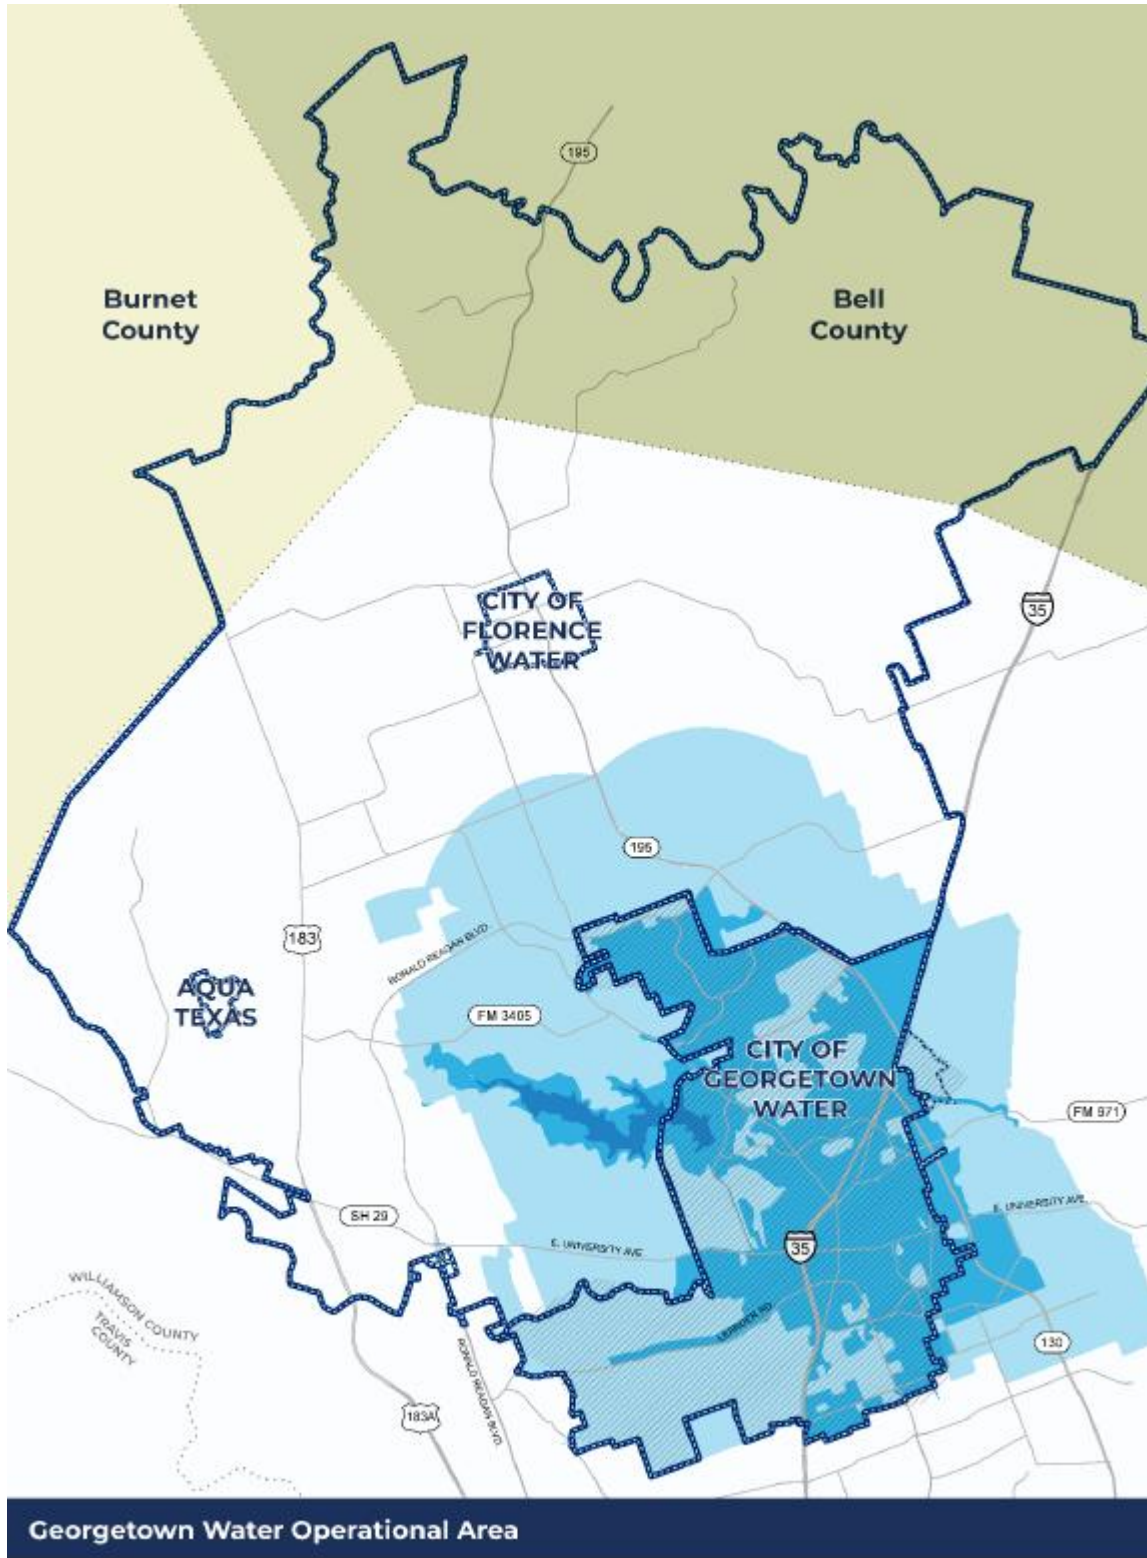 195
Burnet
County
Bell
County
CITY OF
FLORENCE
WATER
35
195
183
RONALD REAGAN BLVD.
AQUA
TEXAS
FM 3405
CITY OF
GEORGETOWN
WATER
FM 971
SH 29
E. UNIVERSITY AVE.
E. UNIVERSITY AVE.
35
WILLIAMSON COUNTY
TRAVIS
COUNTY
LEANDER RD
RONALD REAGAN BLVD.
130
183A
Georgetown Water Operational Area